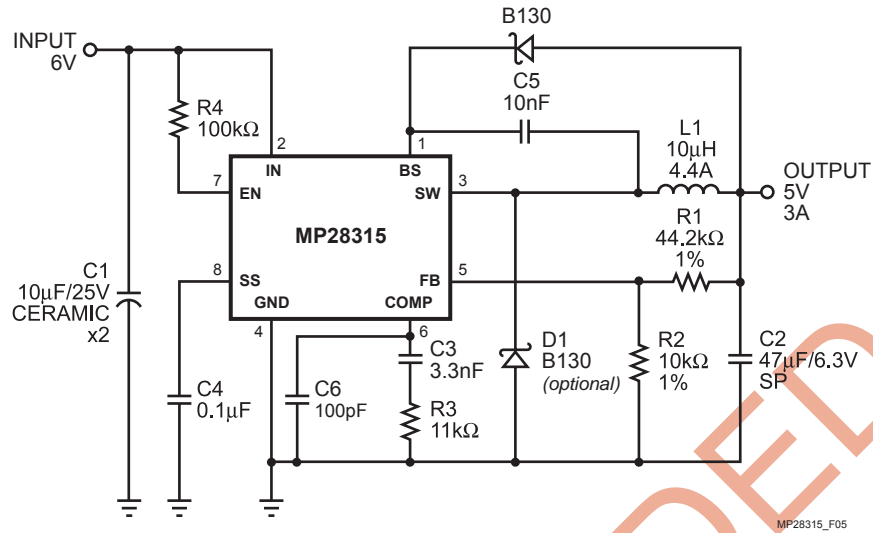 B130
INPUT
6V
C5
10nF
R4
100kΩ
L1
10µH
4.4A
2
1
IN
BS
OUTPUT
5V
3A
7
EN
SW
3
R1
44.2kΩ
1%
MP28315
8
SS
FB
5
C1
10µF/25V
CERAMIC
x2
GND
COMP
4
6
C3
3.3nF
D1
B130
(optional)
R2
10kΩ
1%
C2
47µF/6.3V
SP
C4
0.1µF
C6
100pF
R3
11kΩ
DED
MP28315_F05